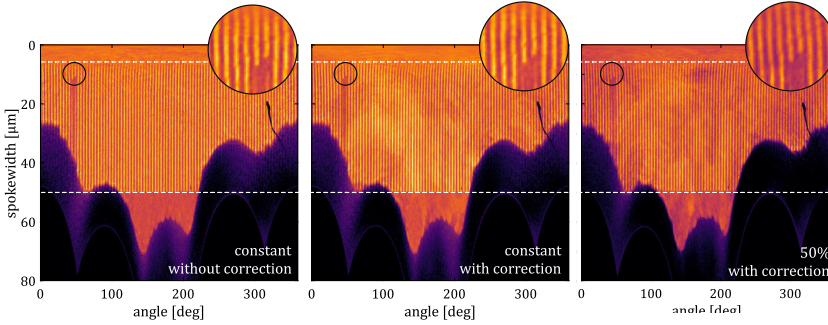 0
20
40
60
80
spokewidth [μm]
constant
without correction
constant
with correction
50%
with correction
0 100 200 300
0 100 200 300
0 100 200 300
angle [deg]
angle [deg]
angle [deg]